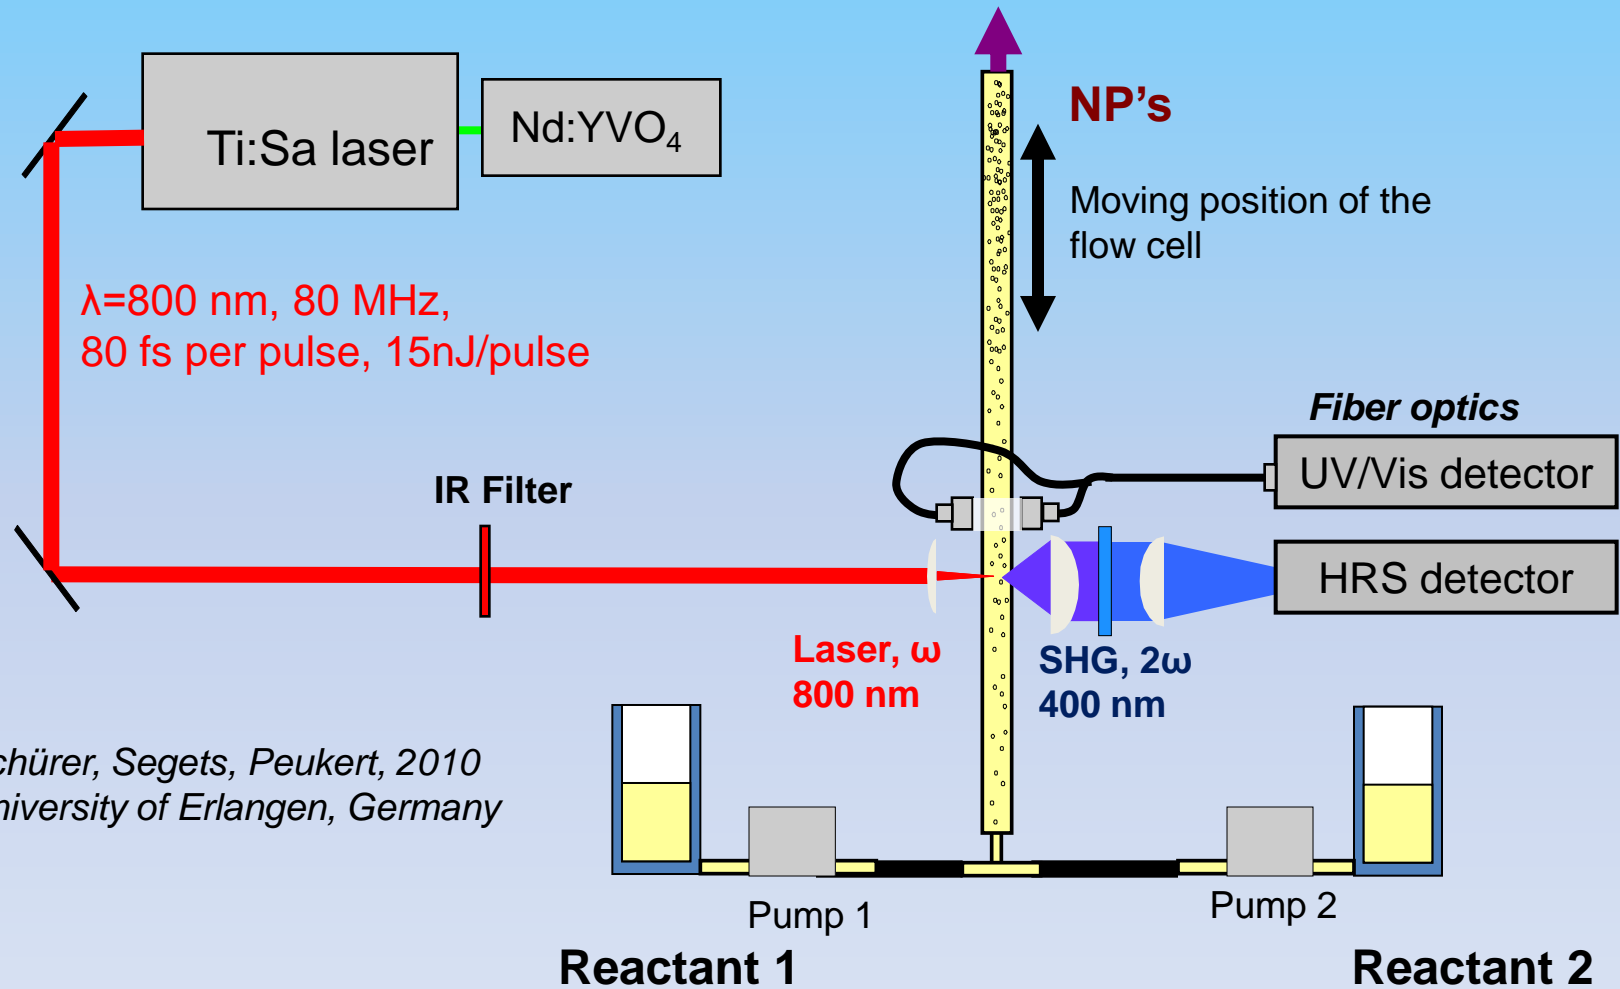 Ti:Sa laser
Nd:YVO₄
NP's
Moving position of the
flow cell
λ=800 nm, 80 MHz,
80 fs per pulse, 15nJ/pulse
Fiber optics
UV/Vis detector
IR Filter
HRS detector
Laser, ω
800 nm
SHG, 2ω
400 nm
chürer, Segets, Peukert, 2010
niversity of Erlangen, Germany
Pump 1
Pump 2
Reactant 1
Reactant 2